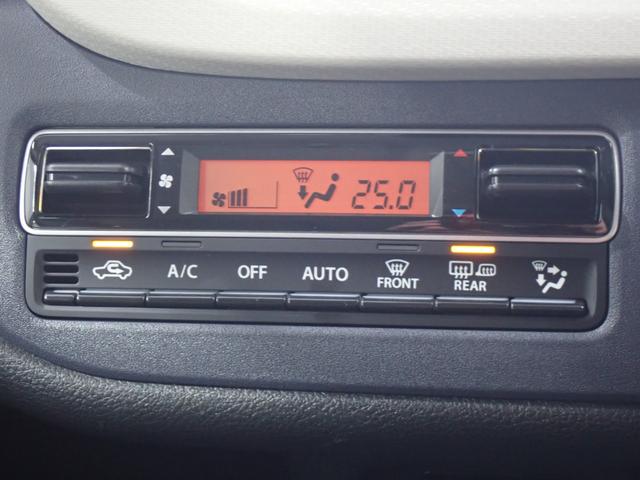 25.0
A/C OFF AUTO FRONT REAR